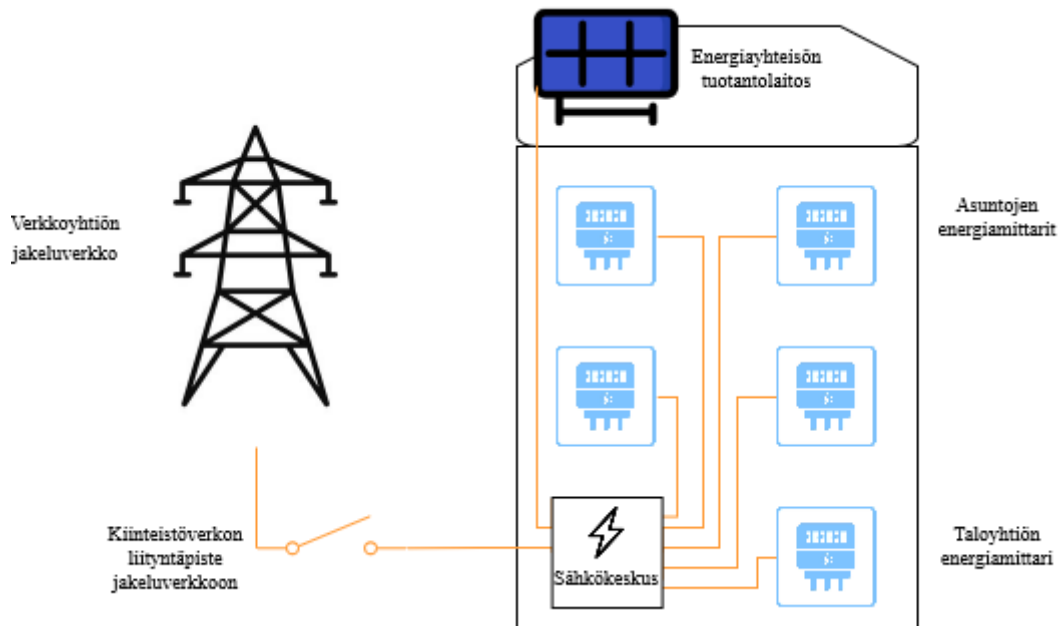 Energiayhteisön
tuotantolaitos
Verkkoyhtiön
jakeluverkko
Asuntojen
energiamittarit
Kiinteistöverkon
liityntäpiste
jakeluverkkoon
Sähkökeskus
Taloyhtiön
energiamittari